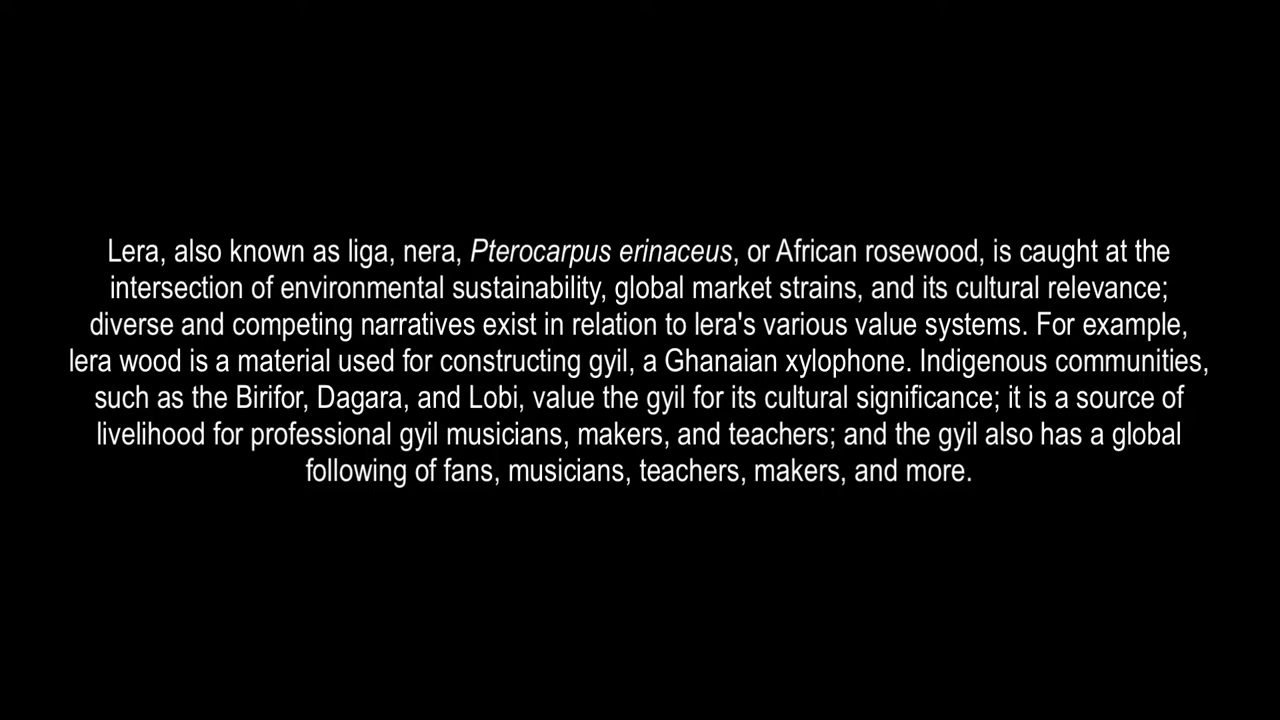 Lera, also known as liga, nera, Pterocarpus erinaceus, or African rosewood, is caught at the
intersection of environmental sustainability, global market strains, and its cultural relevance;
diverse and competing narratives exist in relation to lera's various value systems. For example,
lera wood is a material used for constructing gyil, a Ghanaian xylophone. Indigenous communities,
such as the Birifor, Dagara, and Lobi, value the gyil for its cultural significance; it is a source of
livelihood for professional gyil musicians, makers, and teachers; and the gyil also has a global
following of fans, musicians, teachers, makers, and more.